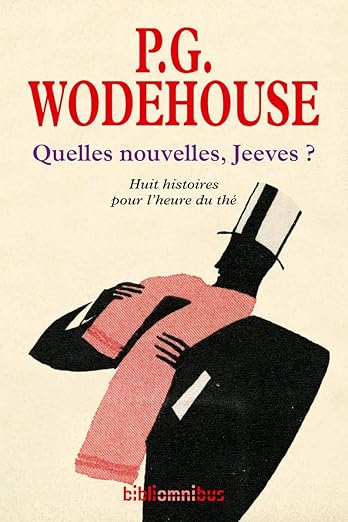 P.G.
WODEHOUSE
Quelles nouvelles, Jeeves ?
Huit histoires
pour l'heure du thé
bibliomnibus